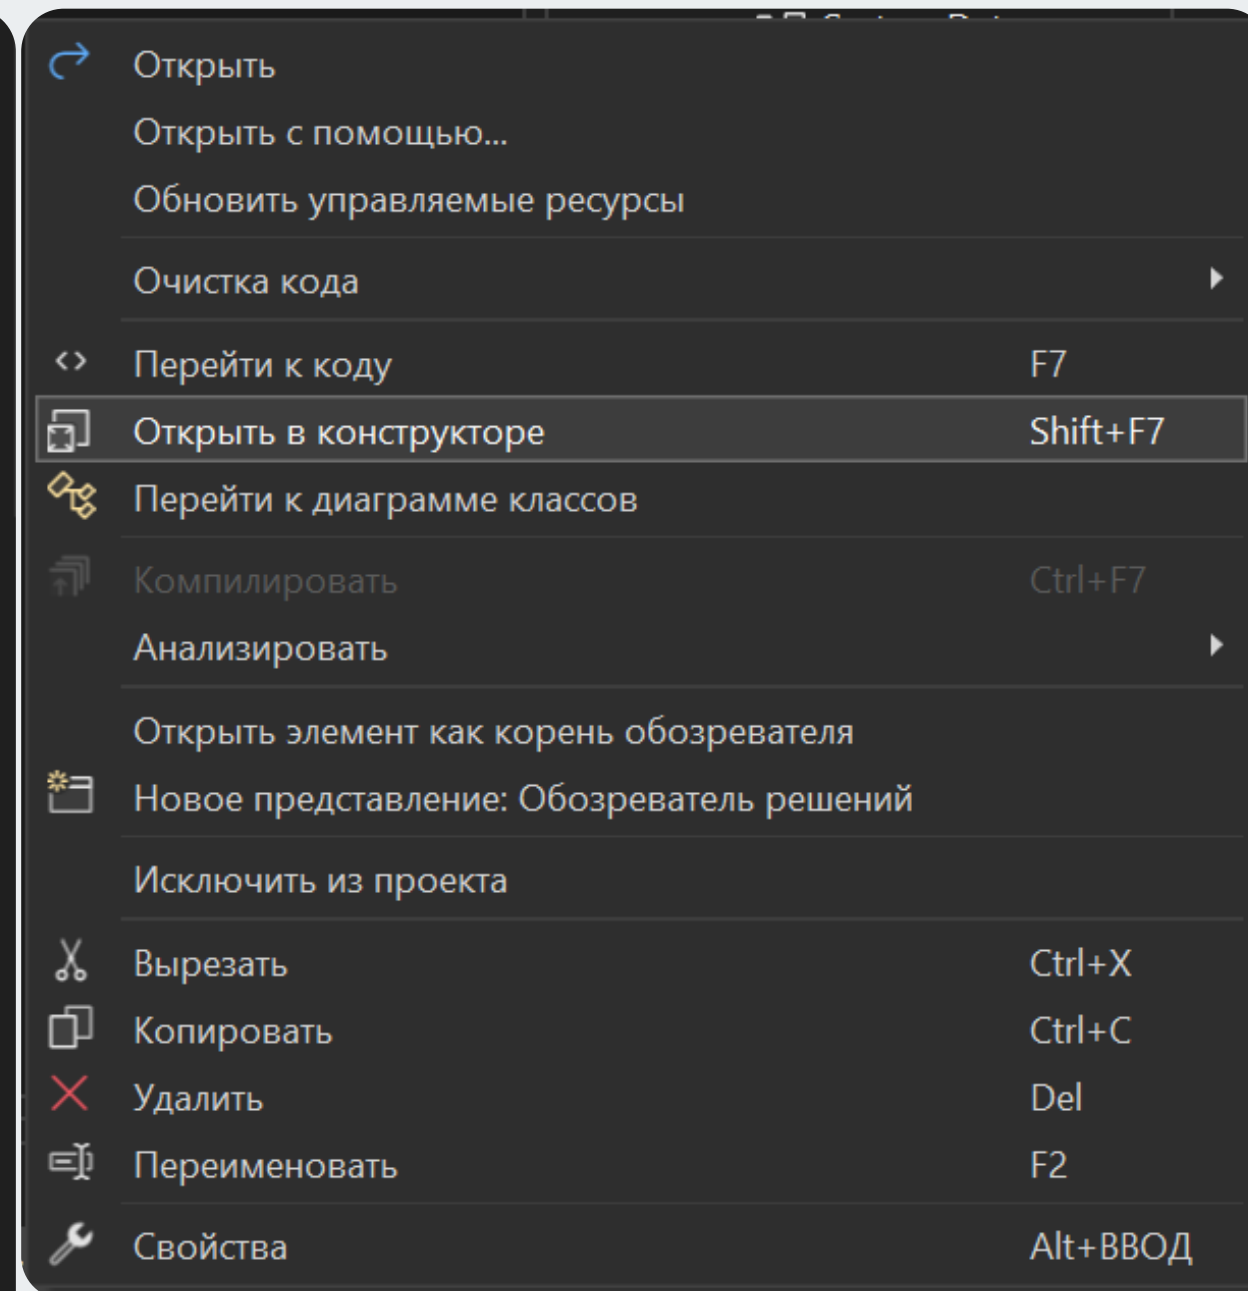 Открыть
Открыть с помощью...
Обновить управляемые ресурсы
Очистка кода
Перейти к коду F7
Открыть в конструкторе Shift+F7
Перейти к диаграмме классов
Компилировать Ctrl+F7
Анализировать
Открыть элемент как корень обозревателя
Новое представление: Обозреватель решений
Исключить из проекта
Вырезать Ctrl+X
Копировать Ctrl+C
Удалить Del
Переименовать F2
Свойства Alt+ВВОД